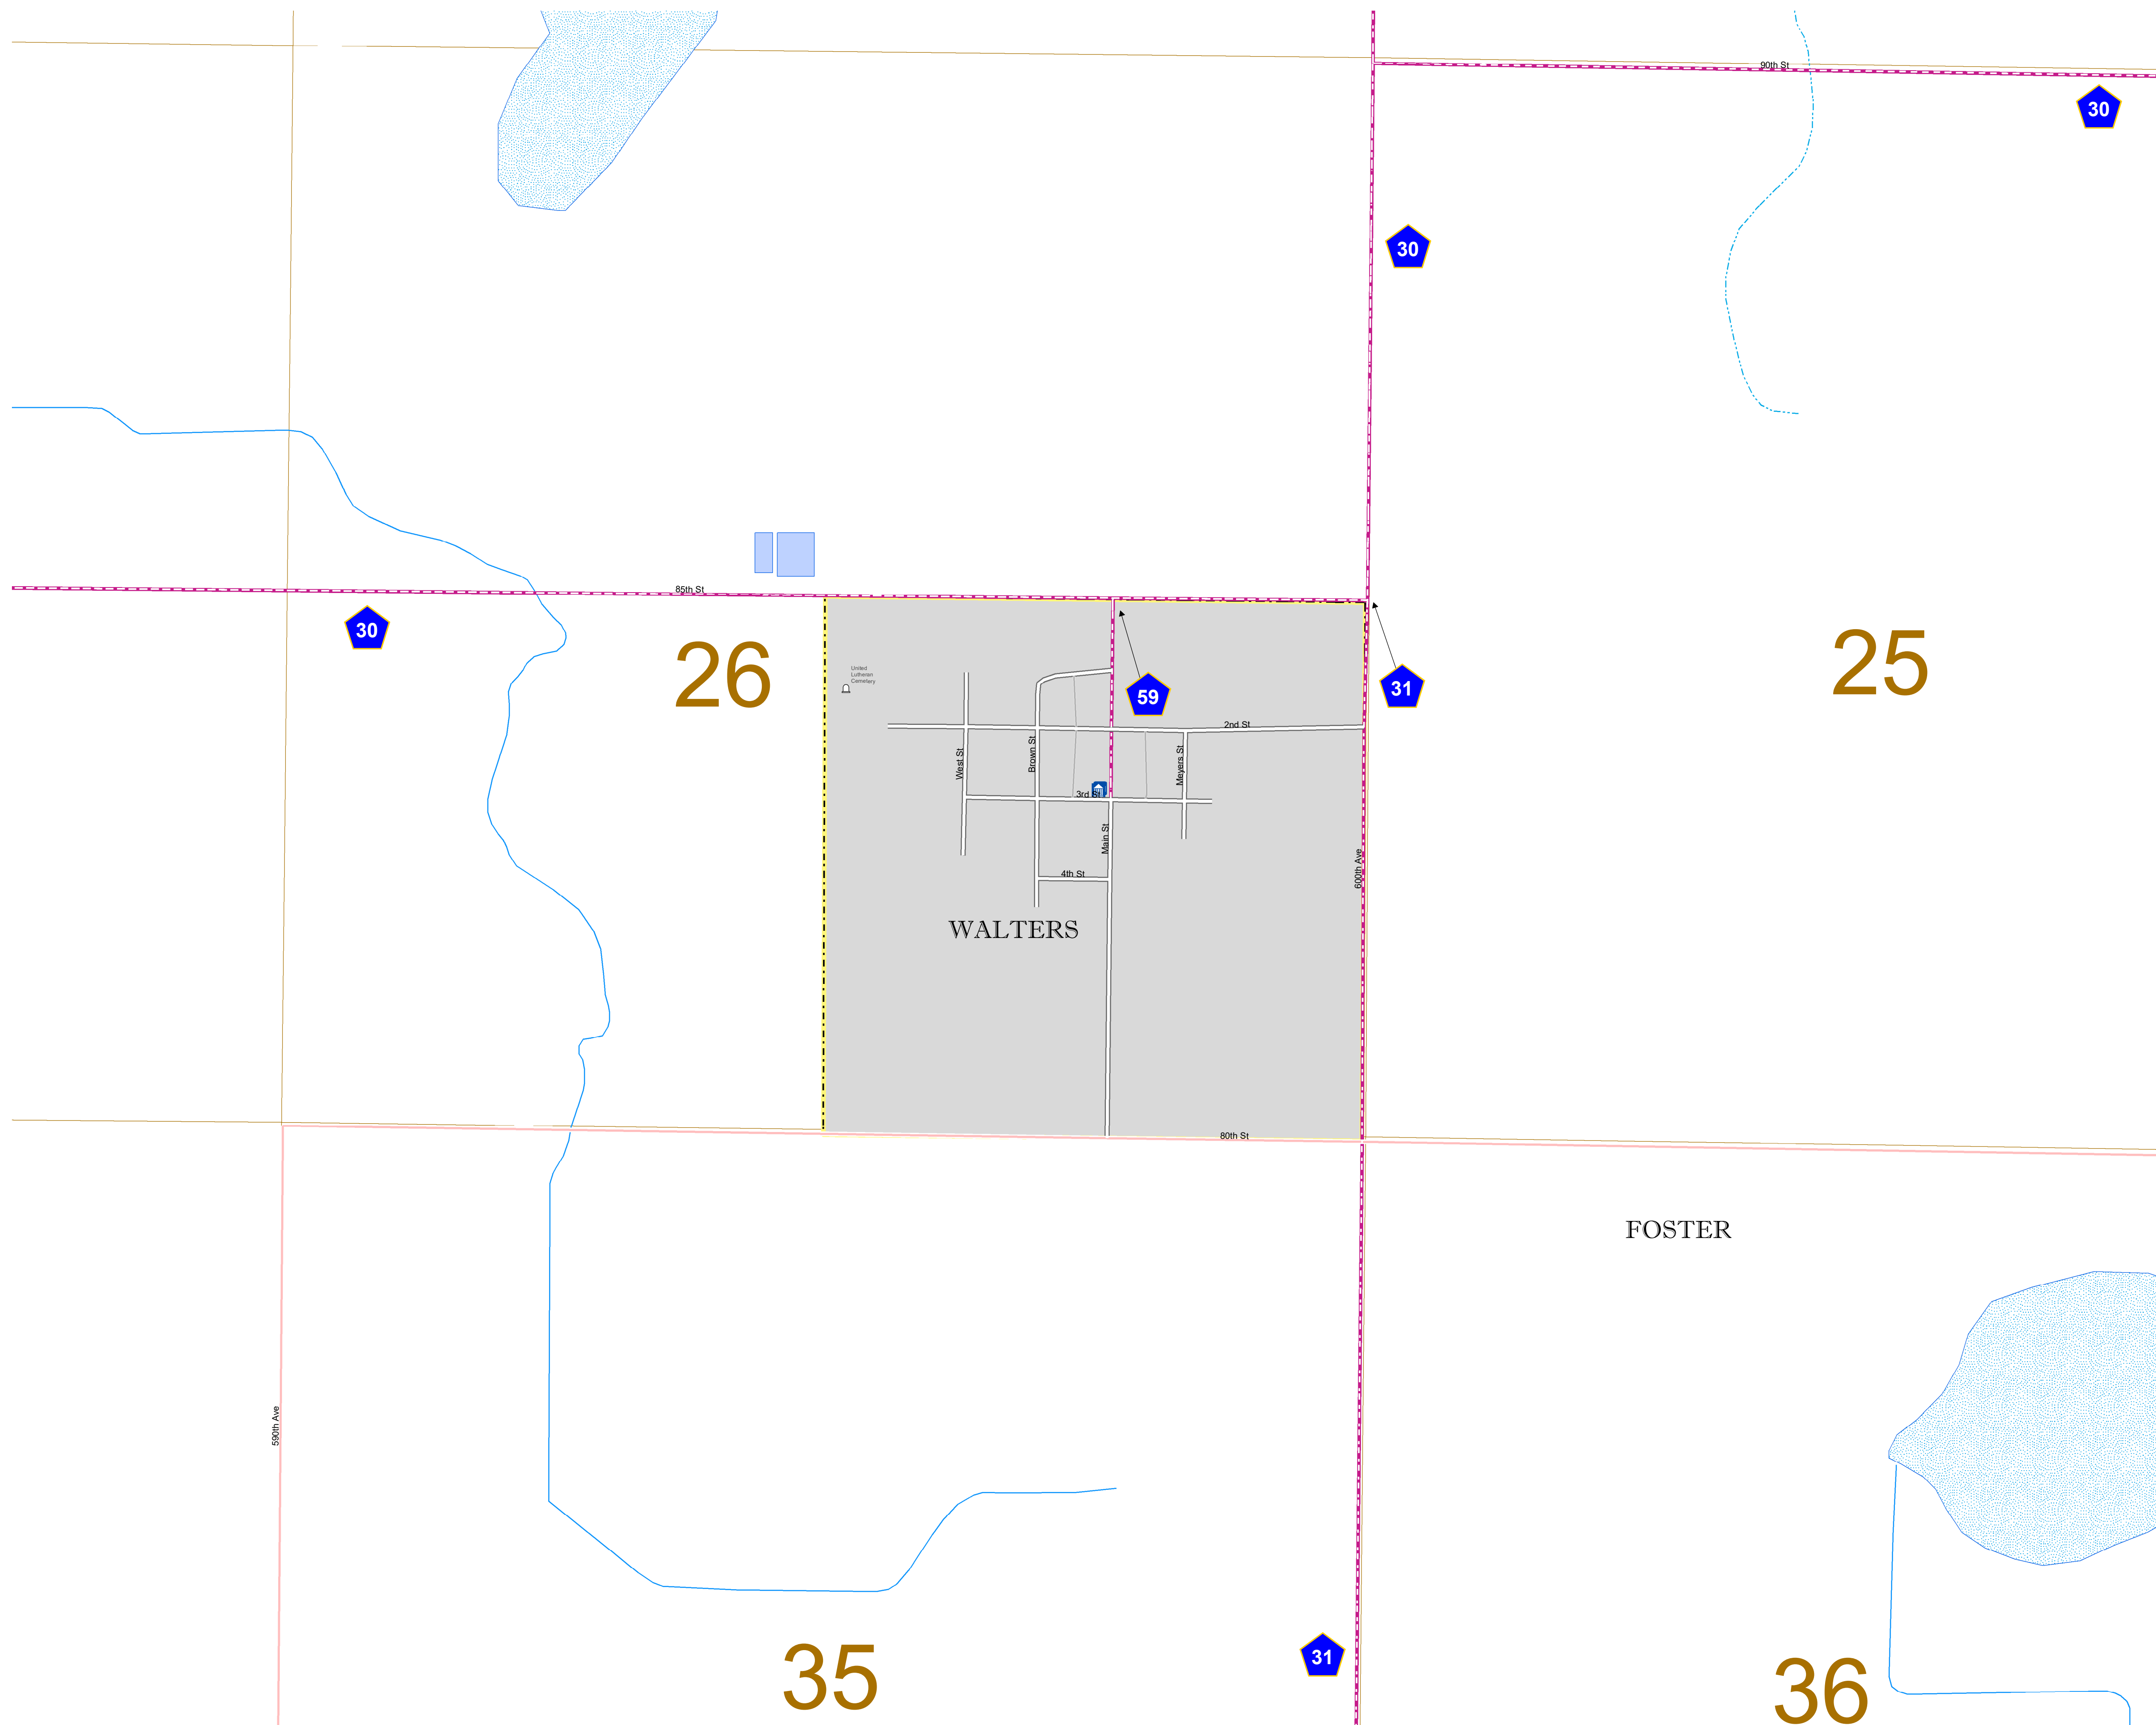 90th St
30
30
85th St
30
26
25
United
Lutheran
Cemetary
59
31
2nd St
West St
Brown St
Meyers St
3rd St
Main St
600th Ave
4th St
WALTERS
80th St
FOSTER
590th Ave
35
31
36